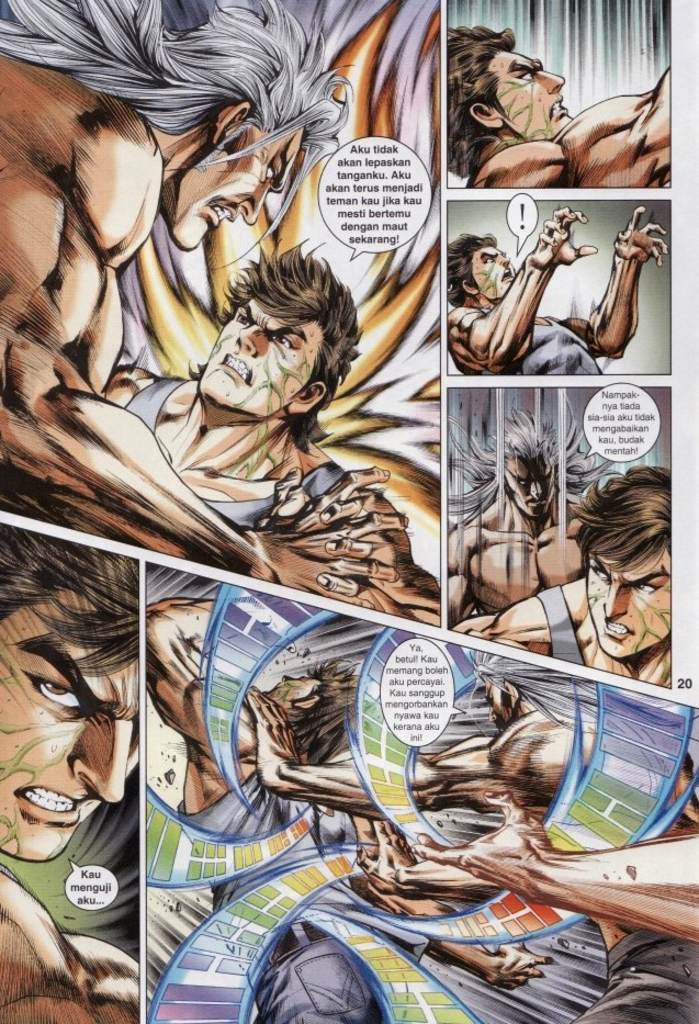 Aku tidak
akan lepaskan
tanganku. Aku
akan terus menjadi
teman kau jika kau
mesti bertemu
dengan maut
sekarang!
!
Nampak-
nya tiada
sia-sia aku tidak
mengabaikan
kau, budak
mentah!
Kau
menguji
aku...
Ya,
betul! Kau
memang boleh
aku percayai.
Kau sanggup
mengorbankan
nyawa kau
kerana aku
ini!
20